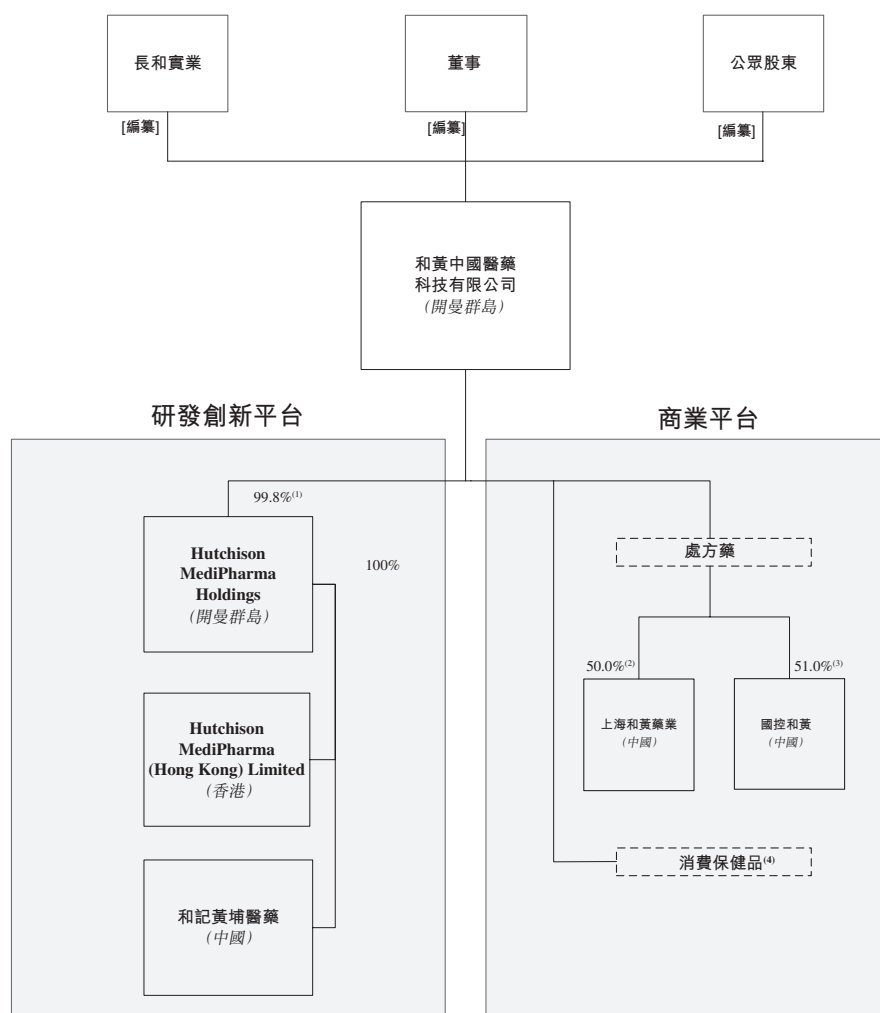 長和實業
董事
公眾股東
[編纂]
[編纂]
[編纂]
和黃中國醫藥
科技有限公司
(開曼群島)
研發創新平台
商業平台
99.8%(1)
Hutchison
MediPharma
Holdings
(開曼群島)
100%
Hutchison
MediPharma
(Hong Kong) Limited
(香港)
和記黃埔醫藥
(中國)
處方藥
50.0%(2)
51.0%(3)
上海和黃藥業
(中國)
國控和黃
(中國)
消費保健品(4)